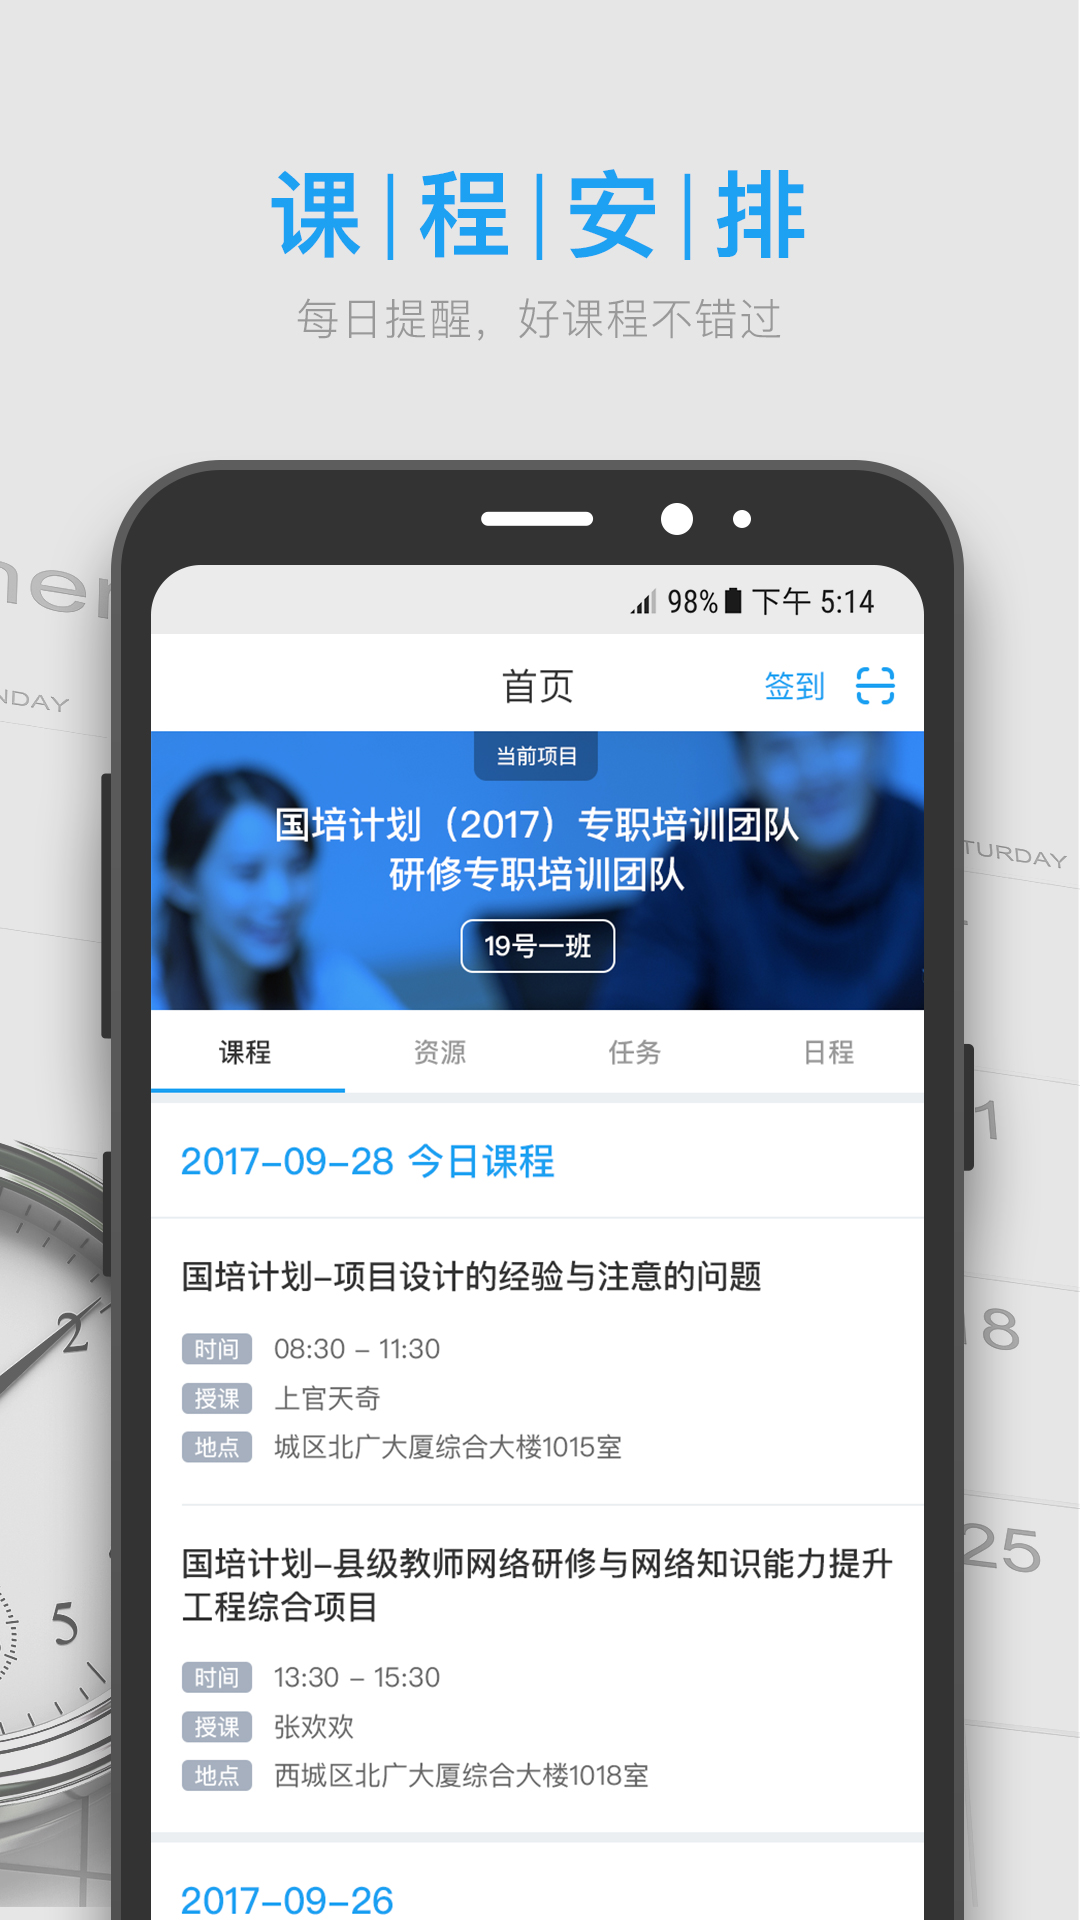 课|程|安|排
每日提醒，好课程不错过
98% 下午 5:14
首页
签到
当前项目
国培计划（2017）专职培训团队
研修专职培训团队
19号一班
课程 资源 任务 日程
2017-09-28 今日课程
国培计划-项目设计的经验与注意的问题
时间 08:30 - 11:30
授课 上官天奇
地点 城区北广大厦综合大楼1015室
国培计划-县级教师网络研修与网络知识能力提升
工程综合项目
时间 13:30 - 15:30
授课 张欢欢
地点 西城区北广大厦综合大楼1018室
2017-09-26
NDAY
TURDAY
1
18
25
2
5